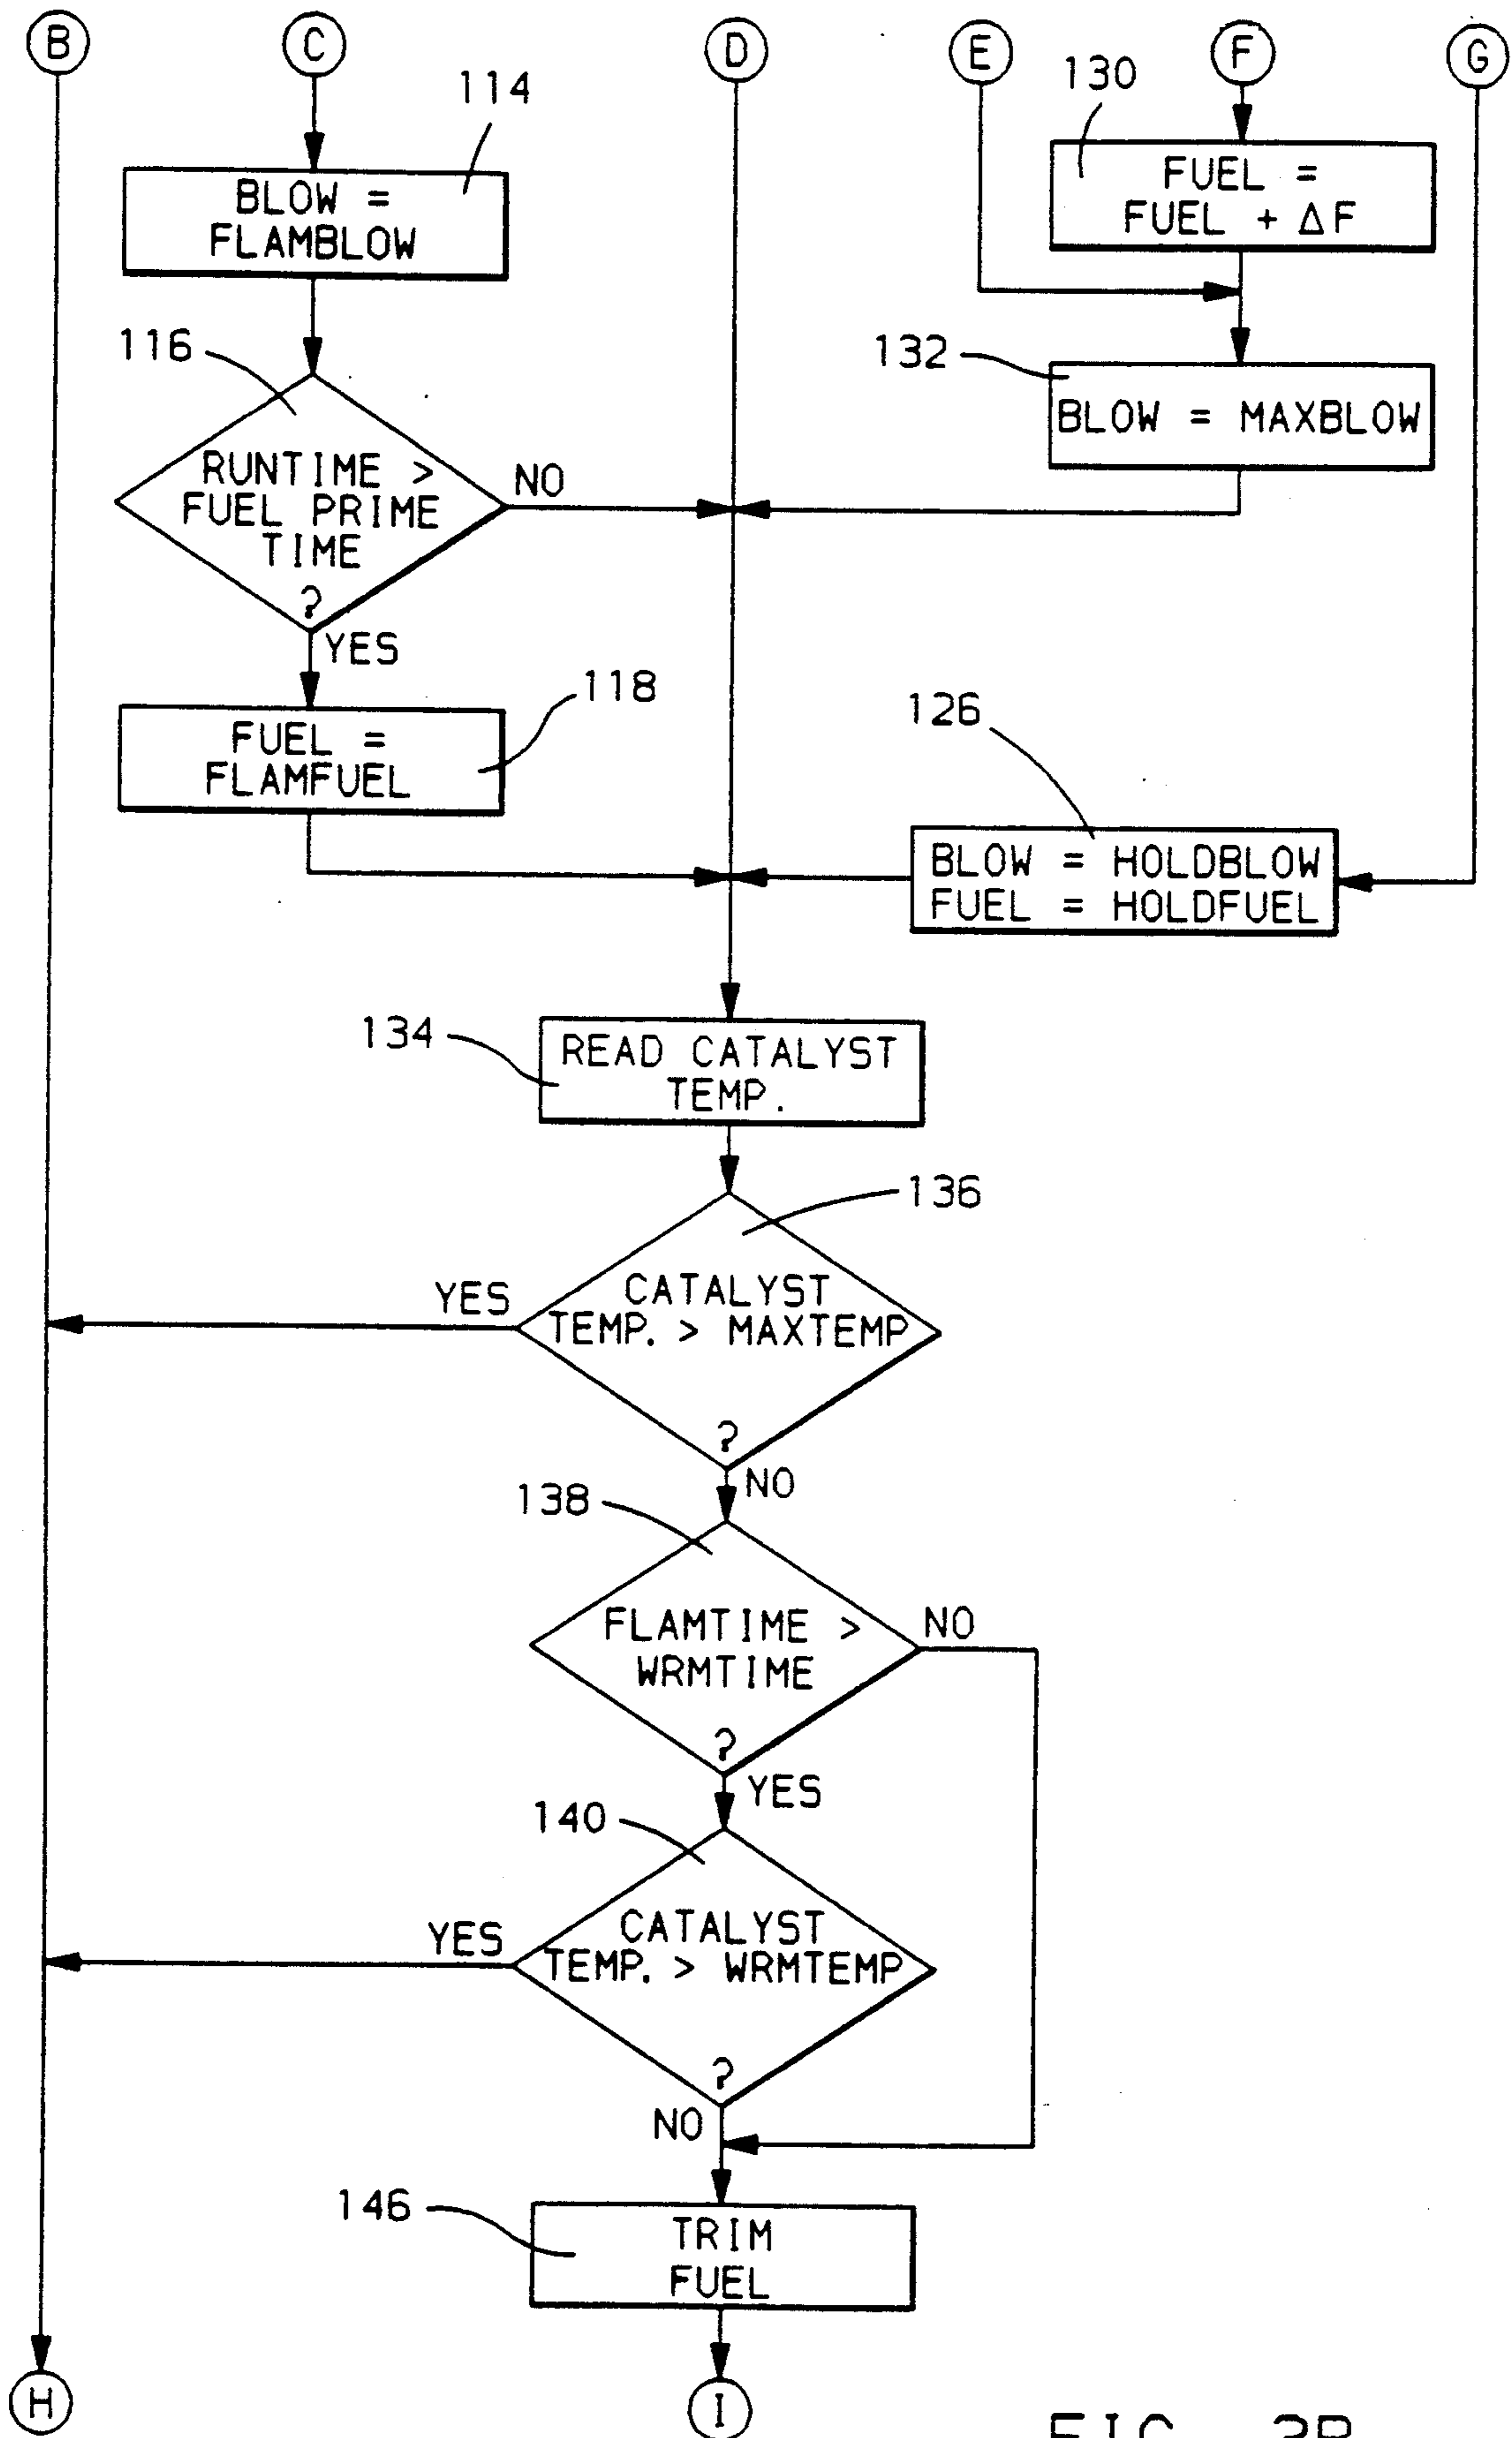 B
C
D
E
F
G
114
130
BLOW =
FLAMBLOW
FUEL =
FUEL + ΔF
116
132
BLOW = MAXBLOW
RUNTIME >
FUEL PRIME
TIME
?
NO
YES
118
FUEL =
FLAMFUEL
126
BLOW = HOLDBLOW
FUEL = HOLDFUEL
134
READ CATALYST
TEMP.
136
CATALYST
TEMP. > MAXTEMP
?
YES
NO
138
FLAMTIME >
WRMTIME
?
NO
YES
140
CATALYST
TEMP. > WRMTEMP
?
YES
NO
146
TRIM
FUEL
H
I